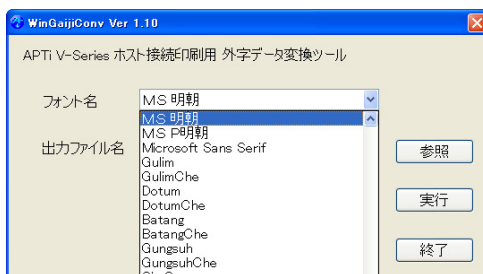 WinGaijiConv Ver 1.10
APTi V-Series ホスト接続印刷用 外字データ変換ツール
フォント名
MS 明朝
MS 明朝
MS P明朝
出力ファイル名
Microsoft Sans Serif
参照
Gulim
GulimChe
Dotum
実行
DotumChe
Batang
BatangChe
Gungsuh
終了
GungsuhChe